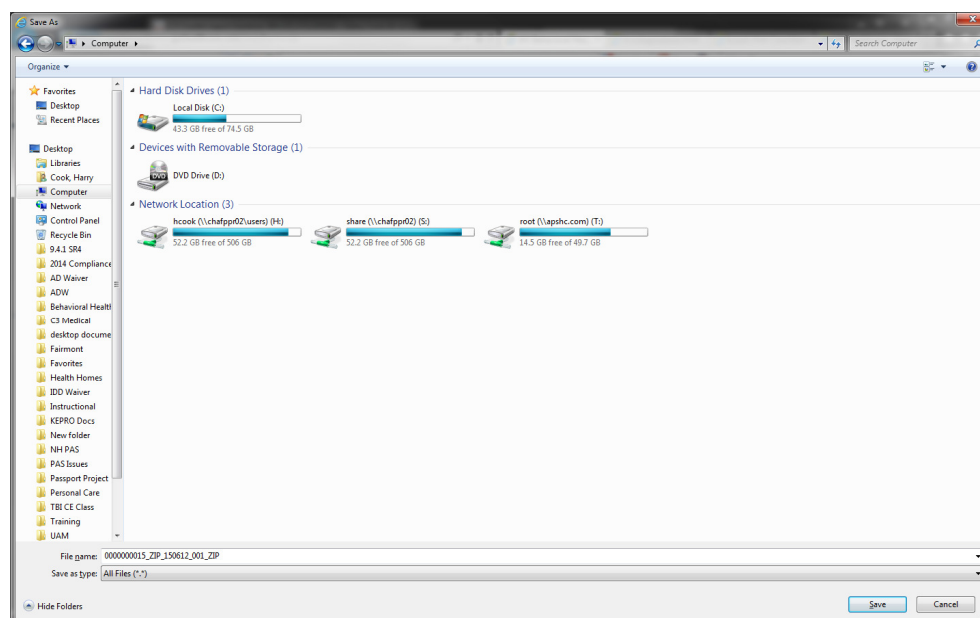 Save As
Computer
Search Computer
Organize
Favorites
Desktop
Recent Places
Desktop
Libraries
Cook, Harry
Computer
Network
Control Panel
Recycle Bin
9.4.1 SR4
2014 Compliance
AD Waiver
ADW
Behavioral Healt
C3 Medical
desktop docume
Fairmont
Favorites
Health Homes
IDD Waiver
Instructional
KEPRO Docs
New folder
NH PAS
PAS Issues
Passport Project
Personal Care
TBI CE Class
Training
UAM
Hard Disk Drives (1)
Local Disk (C:)
43.3 GB free of 74.5 GB
Devices with Removable Storage (1)
DVD
DVD Drive (D:)
Network Location (3)
hcook (\\chafppr02\users) (H:)
52.2 GB free of 506 GB
share (\\chafppr02) (S:)
52.2 GB free of 506 GB
root (\\apshc.com) (T:)
14.5 GB free of 49.7 GB
File name: 0000000015_ZIP_150612_001_ZIP
Save as type: All Files (*.*)
Hide Folders
Save
Cancel